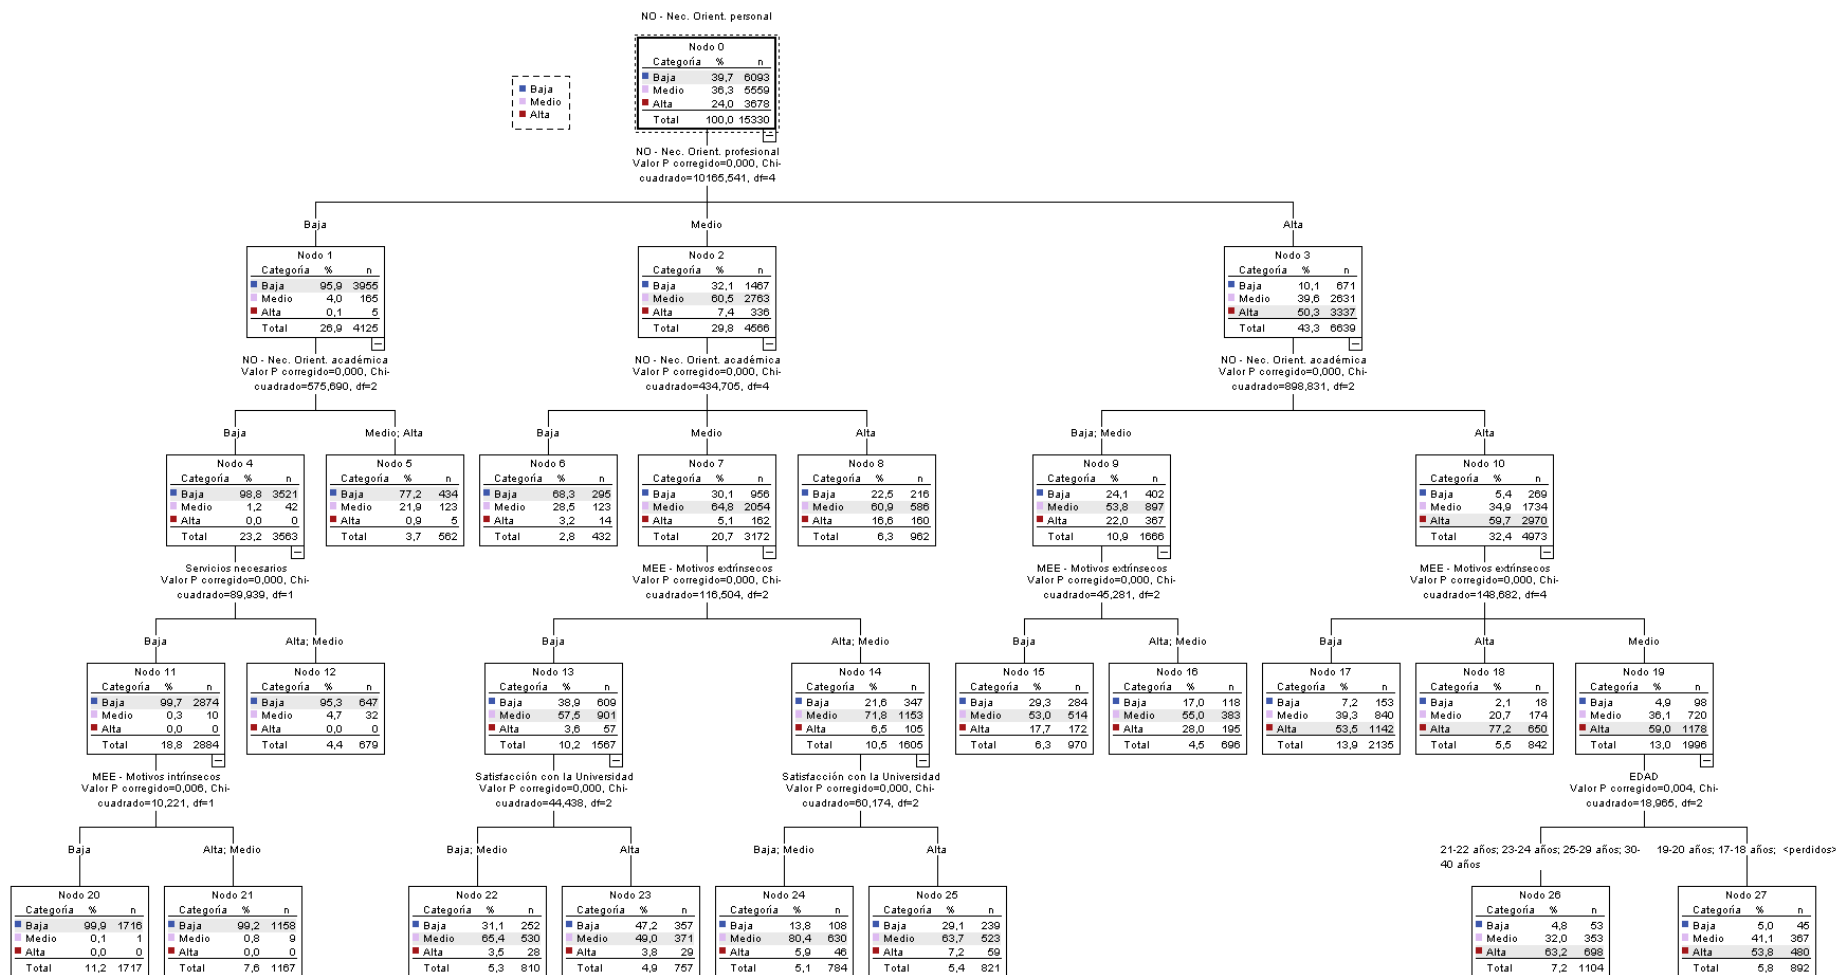 NO - Nec. Orient. personal
Nodo 0
Categoría % n
Baja 39,7 6093
Medio 36,3 5559
Alta 24,0 3678
Total 100,0 15330
Baja
Medio
Alta
NO - Nec. Orient. profesional
Valor P corregido=0,000, Chi-
cuadrado=10165,541, df=4
Baja
Medio
Alta
Nodo 1
Categoría % n
Baja 95,9 3955
Medio 4,0 165
Alta 0,1 5
Total 26,9 4125
Nodo 2
Categoría % n
Baja 32,1 1467
Medio 60,5 2763
Alta 7,4 336
Total 29,8 4566
Nodo 3
Categoría % n
Baja 10,1 671
Medio 39,6 2631
Alta 50,3 3337
Total 43,3 6639
NO - Nec. Orient. académica
Valor P corregido=0,000, Chi-
cuadrado=575,690, df=2
NO - Nec. Orient. académica
Valor P corregido=0,000, Chi-
cuadrado=434,705, df=4
NO - Nec. Orient. académica
Valor P corregido=0,000, Chi-
cuadrado=898,831, df=2
Baja
Medio; Alta
Baja
Medio
Alta
Baja; Medio
Alta
Nodo 4
Categoría % n
Baja 98,8 3521
Medio 1,2 42
Alta 0,0 0
Total 23,2 3563
Nodo 5
Categoría % n
Baja 77,2 434
Medio 21,9 123
Alta 0,9 5
Total 3,7 562
Nodo 6
Categoría % n
Baja 68,3 295
Medio 28,5 123
Alta 3,2 14
Total 2,8 432
Nodo 7
Categoría % n
Baja 30,1 956
Medio 64,8 2054
Alta 5,1 162
Total 20,7 3172
Nodo 8
Categoría % n
Baja 22,5 216
Medio 60,9 586
Alta 16,6 160
Total 6,3 962
Nodo 9
Categoría % n
Baja 24,1 402
Medio 53,8 897
Alta 22,0 367
Total 10,9 1666
Nodo 10
Categoría % n
Baja 5,4 269
Medio 34,9 1734
Alta 59,7 2970
Total 32,4 4973
Servicios necesarios
Valor P corregido=0,000, Chi-
cuadrado=89,939, df=1
MEE - Motivos extrínsecos
Valor P corregido=0,000, Chi-
cuadrado=116,504, df=2
MEE - Motivos extrínsecos
Valor P corregido=0,000, Chi-
cuadrado=45,281, df=2
MEE - Motivos extrínsecos
Valor P corregido=0,000, Chi-
cuadrado=148,682, df=4
Baja
Alta; Medio
Baja
Alta; Medio
Baja
Alta; Medio
Baja
Alta
Medio
Nodo 11
Categoría % n
Baja 99,7 2874
Medio 0,3 10
Alta 0,0 0
Total 18,8 2884
Nodo 12
Categoría % n
Baja 95,3 647
Medio 4,7 32
Alta 0,0 0
Total 4,4 679
Nodo 13
Categoría % n
Baja 38,9 609
Medio 57,5 901
Alta 3,6 57
Total 10,2 1567
Nodo 14
Categoría % n
Baja 21,6 347
Medio 71,8 1153
Alta 6,5 105
Total 10,5 1605
Nodo 15
Categoría % n
Baja 29,3 284
Medio 53,0 514
Alta 17,7 172
Total 6,3 970
Nodo 16
Categoría % n
Baja 17,0 118
Medio 55,0 383
Alta 28,0 195
Total 4,5 696
Nodo 17
Categoría % n
Baja 7,2 153
Medio 39,3 840
Alta 53,5 1142
Total 13,9 2135
Nodo 18
Categoría % n
Baja 2,1 18
Medio 20,7 174
Alta 77,2 650
Total 5,5 842
Nodo 19
Categoría % n
Baja 4,9 98
Medio 36,1 720
Alta 59,0 1178
Total 13,0 1996
MEE - Motivos intrínsecos
Valor P corregido=0,006, Chi-
cuadrado=10,221, df=1
Satisfacción con la Universidad
Valor P corregido=0,000, Chi-
cuadrado=44,438, df=2
Satisfacción con la Universidad
Valor P corregido=0,000, Chi-
cuadrado=60,174, df=2
EDAD
Valor P corregido=0,004, Chi-
cuadrado=18,965, df=2
Baja
Alta; Medio
Baja; Medio
Alta
Baja; Medio
Alta
21-22 años; 23-24 años; 25-29 años; 30-
40 años
19-20 años; 17-18 años; <perdidos>
Nodo 20
Categoría % n
Baja 99,9 1716
Medio 0,1 1
Alta 0,0 0
Total 11,2 1717
Nodo 21
Categoría % n
Baja 99,2 1158
Medio 0,8 9
Alta 0,0 0
Total 7,6 1167
Nodo 22
Categoría % n
Baja 31,1 252
Medio 65,4 530
Alta 3,5 28
Total 5,3 810
Nodo 23
Categoría % n
Baja 47,2 357
Medio 49,0 371
Alta 3,8 29
Total 4,9 757
Nodo 24
Categoría % n
Baja 13,8 108
Medio 80,4 630
Alta 5,9 46
Total 5,1 784
Nodo 25
Categoría % n
Baja 29,1 239
Medio 63,7 523
Alta 7,2 59
Total 5,4 821
Nodo 26
Categoría % n
Baja 4,8 53
Medio 32,0 353
Alta 63,2 698
Total 7,2 1104
Nodo 27
Categoría % n
Baja 5,0 45
Medio 41,1 367
Alta 53,8 480
Total 5,8 892